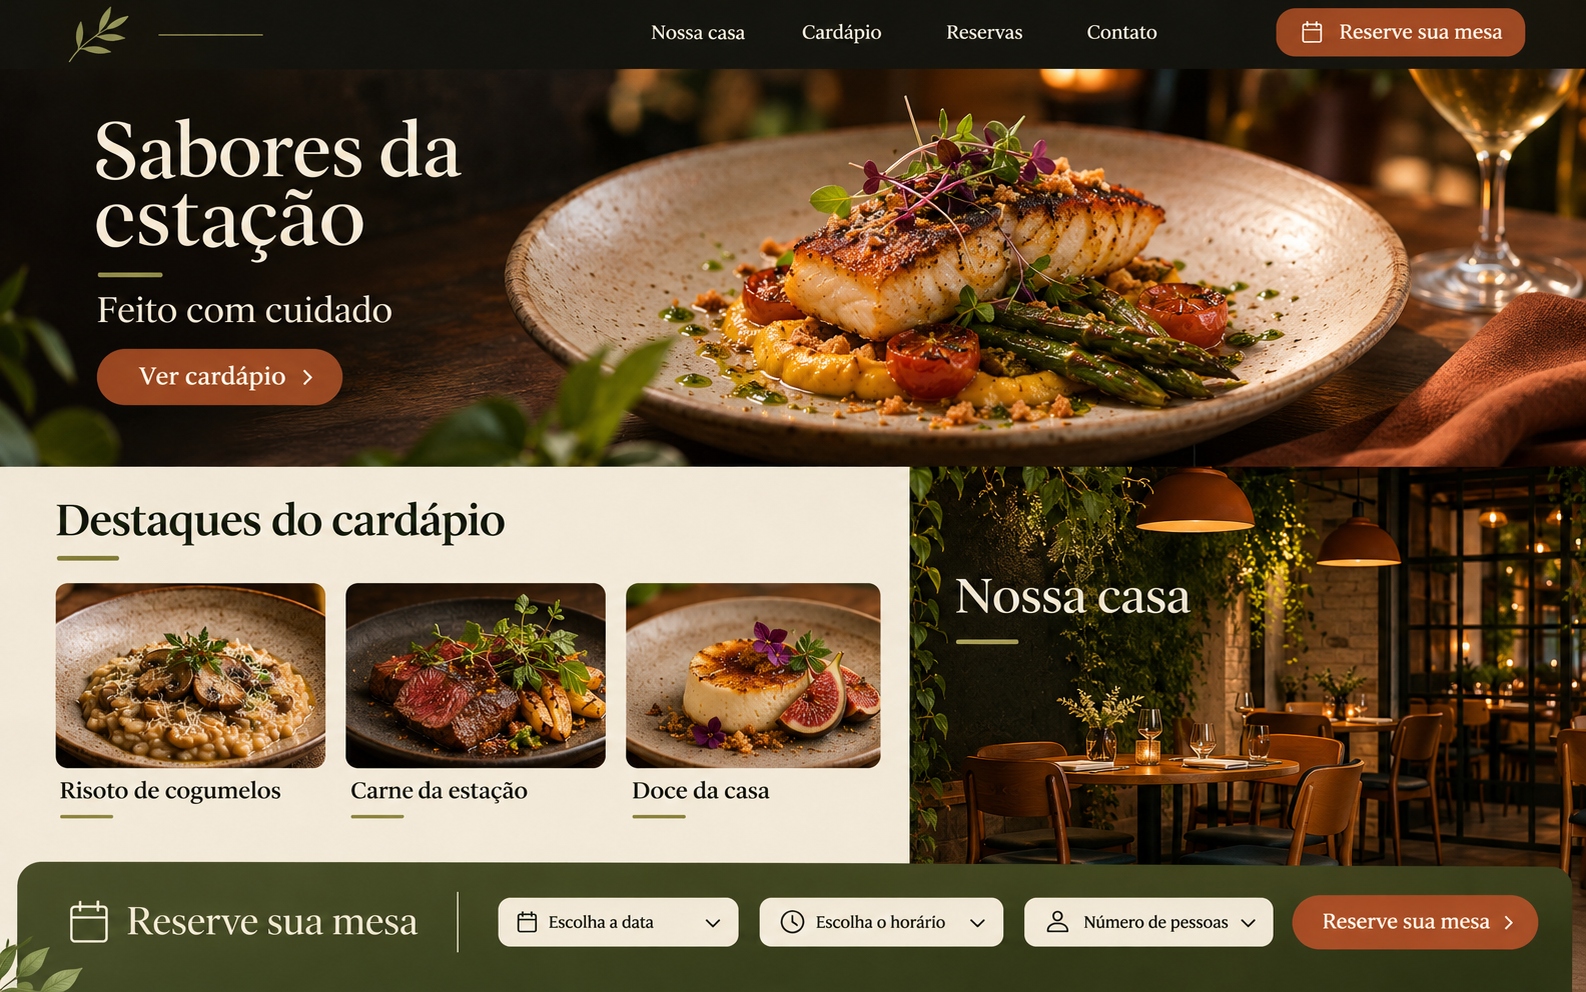 Nossa casa
Cardápio
Reservas
Contato
Reserve sua mesa
Sabores da
estação
Feito com cuidado
Ver cardápio
Destaques do cardápio
Risoto de cogumelos
Carne da estação
Doce da casa
Nossa casa
Reserve sua mesa
Escolha a data
Escolha o horário
Número de pessoas
Reserve sua mesa